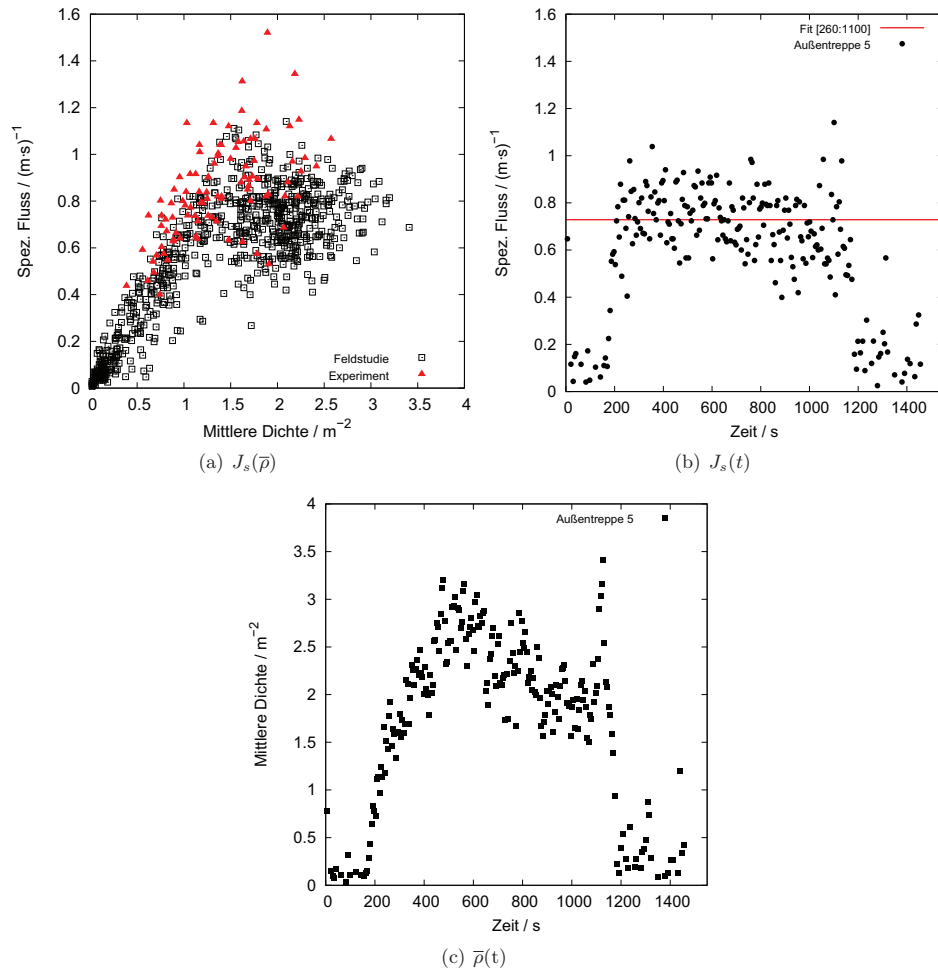 1.6
1.4
1.2
1
0.8
0.6
0.4
0.2
0
Spez. Fluss / (m·s)⁻¹
0 0.5 1 1.5 2 2.5 3 3.5 4
Mittlere Dichte / m⁻²
Feldstudie
Experiment
(a) Jₛ(ρ̅)
1.6
1.4
1.2
1
0.8
0.6
0.4
0.2
0
Spez. Fluss / (m·s)⁻¹
0 200 400 600 800 1000 1200 1400
Zeit / s
Fit [260:1100]
Außentreppe 5
(b) Jₛ(t)
4
3.5
3
2.5
2
1.5
1
0.5
0
Mittlere Dichte / m⁻²
0 200 400 600 800 1000 1200 1400
Zeit / s
Außentreppe 5
(c) ρ̅(t)